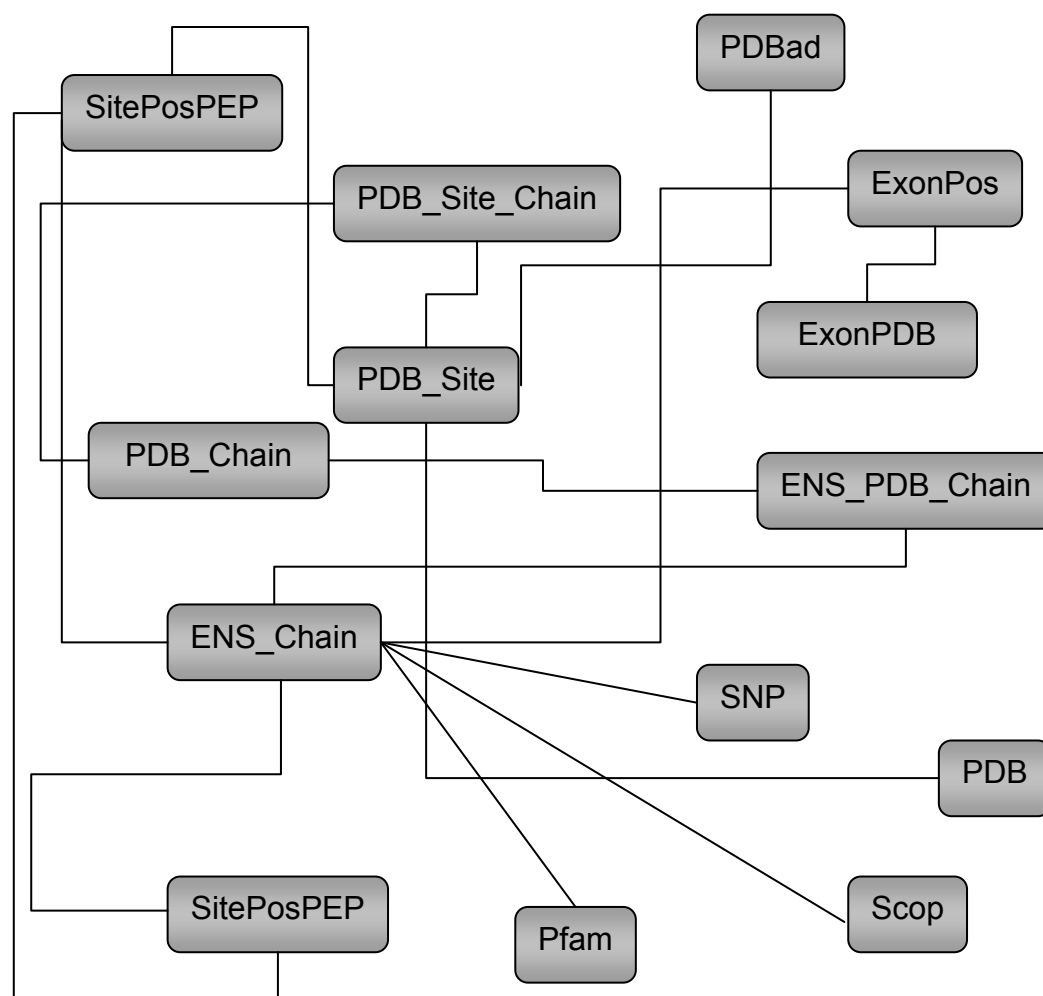 PDBad
SitePosPEP
PDB_Site_Chain
ExonPos
ExonPDB
PDB_Site
PDB_Chain
ENS_PDB_Chain
ENS_Chain
SNP
PDB
SitePosPEP
Pfam
Scop